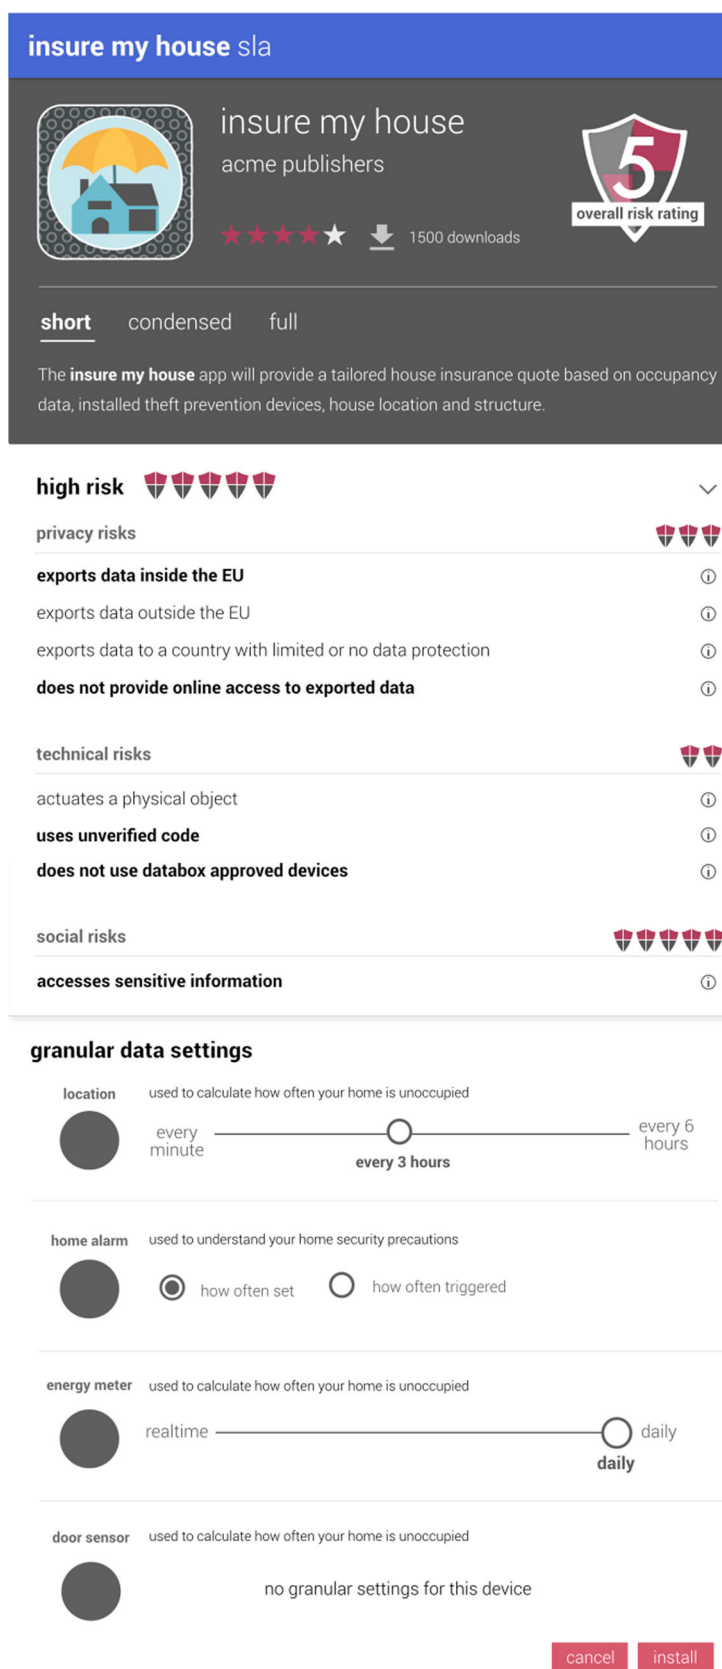 insure my house sla
insure my house
acme publishers
5
overall risk rating
1500 downloads
short condensed full
The insure my house app will provide a tailored house insurance quote based on occupancy
data, installed theft prevention devices, house location and structure.
high risk
privacy risks
exports data inside the EU
exports data outside the EU
exports data to a country with limited or no data protection
does not provide online access to exported data
technical risks
actuates a physical object
uses unverified code
does not use databox approved devices
social risks
accesses sensitive information
granular data settings
location used to calculate how often your home is unoccupied
every
minute
every 6
hours
every 3 hours
home alarm used to understand your home security precautions
how often set how often triggered
energy meter used to calculate how often your home is unoccupied
realtime daily
daily
door sensor used to calculate how often your home is unoccupied
no granular settings for this device
cancel install